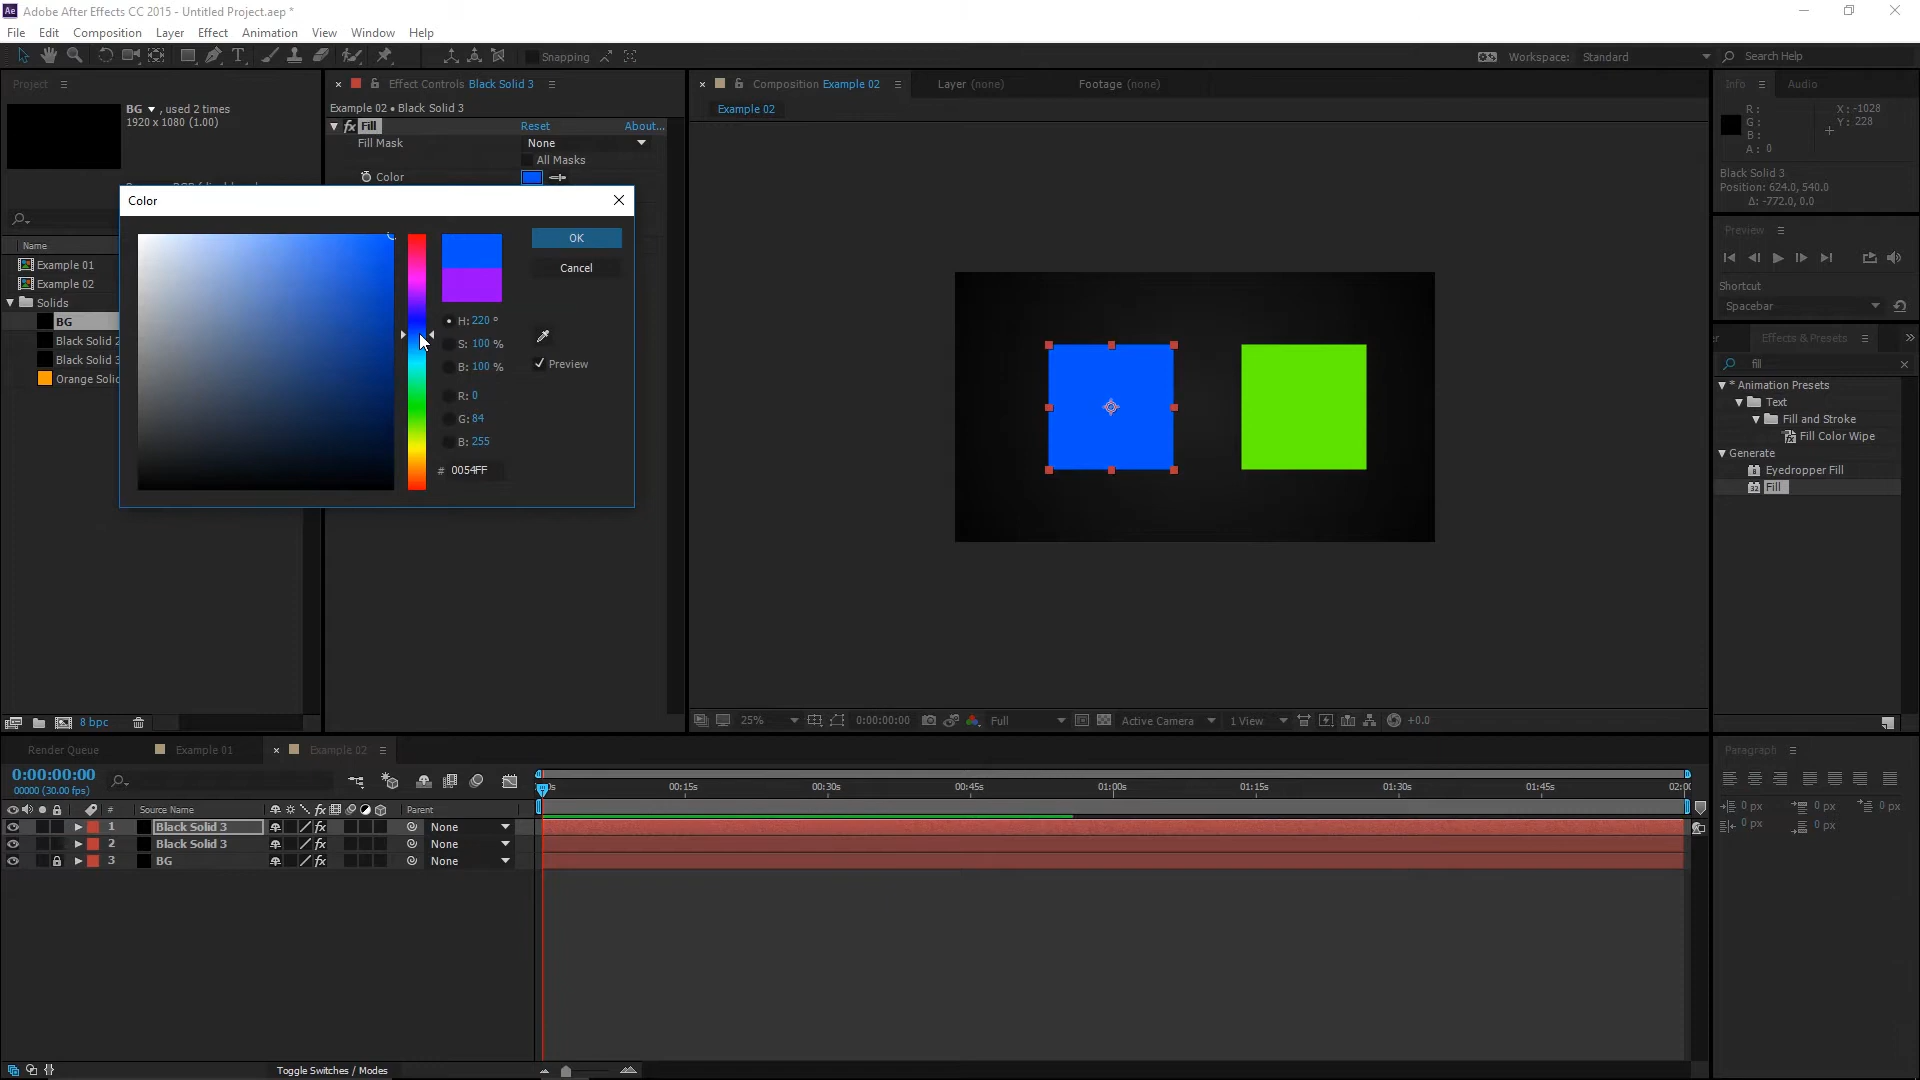 Adobe After Effects CC 2015 - Untitled Project.aep *
File Edit Composition Layer Effect Animation View Window Help
Snapping
Workspace: Standard
Search Help
Project
BG , used 2 times
1920 x 1080 (1.00)
Name
Example 01
Example 02
Solids
BG
Black Solid 2
Black Solid 3
Orange Solid
8 bpc
Effect Controls Black Solid 3
Example 02 • Black Solid 3
fx Fill Reset About...
Fill Mask None
All Masks
Color
Color
OK
Cancel
H: 220 °
S: 100 %
B: 100 %
Preview
R: 0
G: 84
B: 255
# 0054FF
Composition Example 02
Layer (none)
Footage (none)
Example 02
25%
0:00:00:00
Full
Active Camera
1 View
+0.0
Info Audio
R:
G:
B:
A: 0
X: -1028
Y: 228
Black Solid 3
Position: 624.0, 540.0
Δ: -772.0, 0.0
Preview
Shortcut
Spacebar
Effects & Presets
fill
* Animation Presets
Text
Fill and Stroke
Fill Color Wipe
Generate
Eyedropper Fill
32 Fill
Paragraph
0 px 0 px 0 px
0 px 0 px
Render Queue Example 01 Example 02
0:00:00:00
00000 (30.00 fps)
# Source Name fx Parent
00:15s 00:30s 00:45s 01:00s 01:15s 01:30s 01:45s
1 Black Solid 3 fx None
2 Black Solid 3 fx None
3 BG fx None
Toggle Switches / Modes